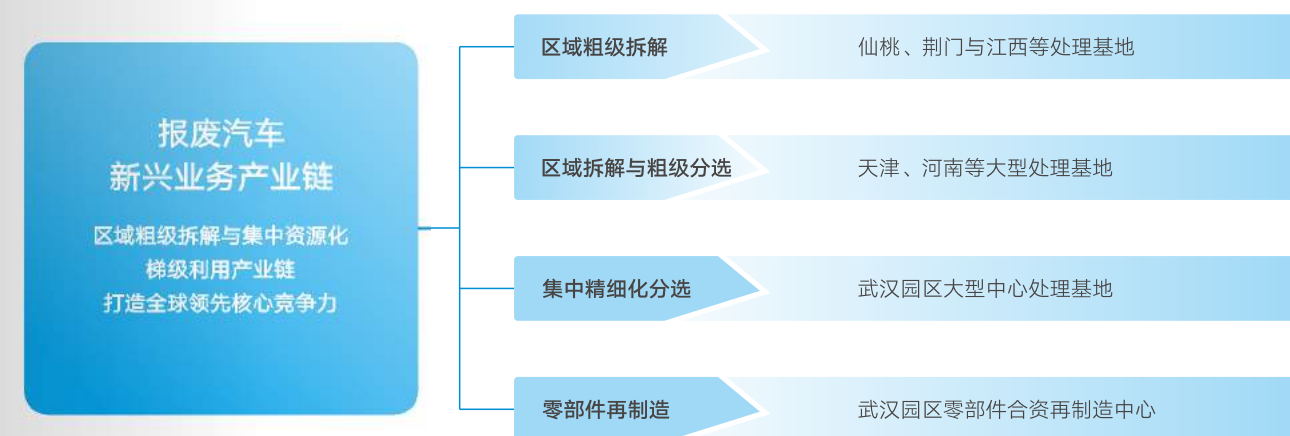 报废汽车
新兴业务产业链
区域粗级拆解与集中资源化
梯级利用产业链
打造全球领先核心竞争力
区域粗级拆解
仙桃、荆门与江西等处理基地
区域拆解与粗级分选
天津、河南等大型处理基地
集中精细化分选
武汉园区大型中心处理基地
零部件再制造
武汉园区零部件合资再制造中心